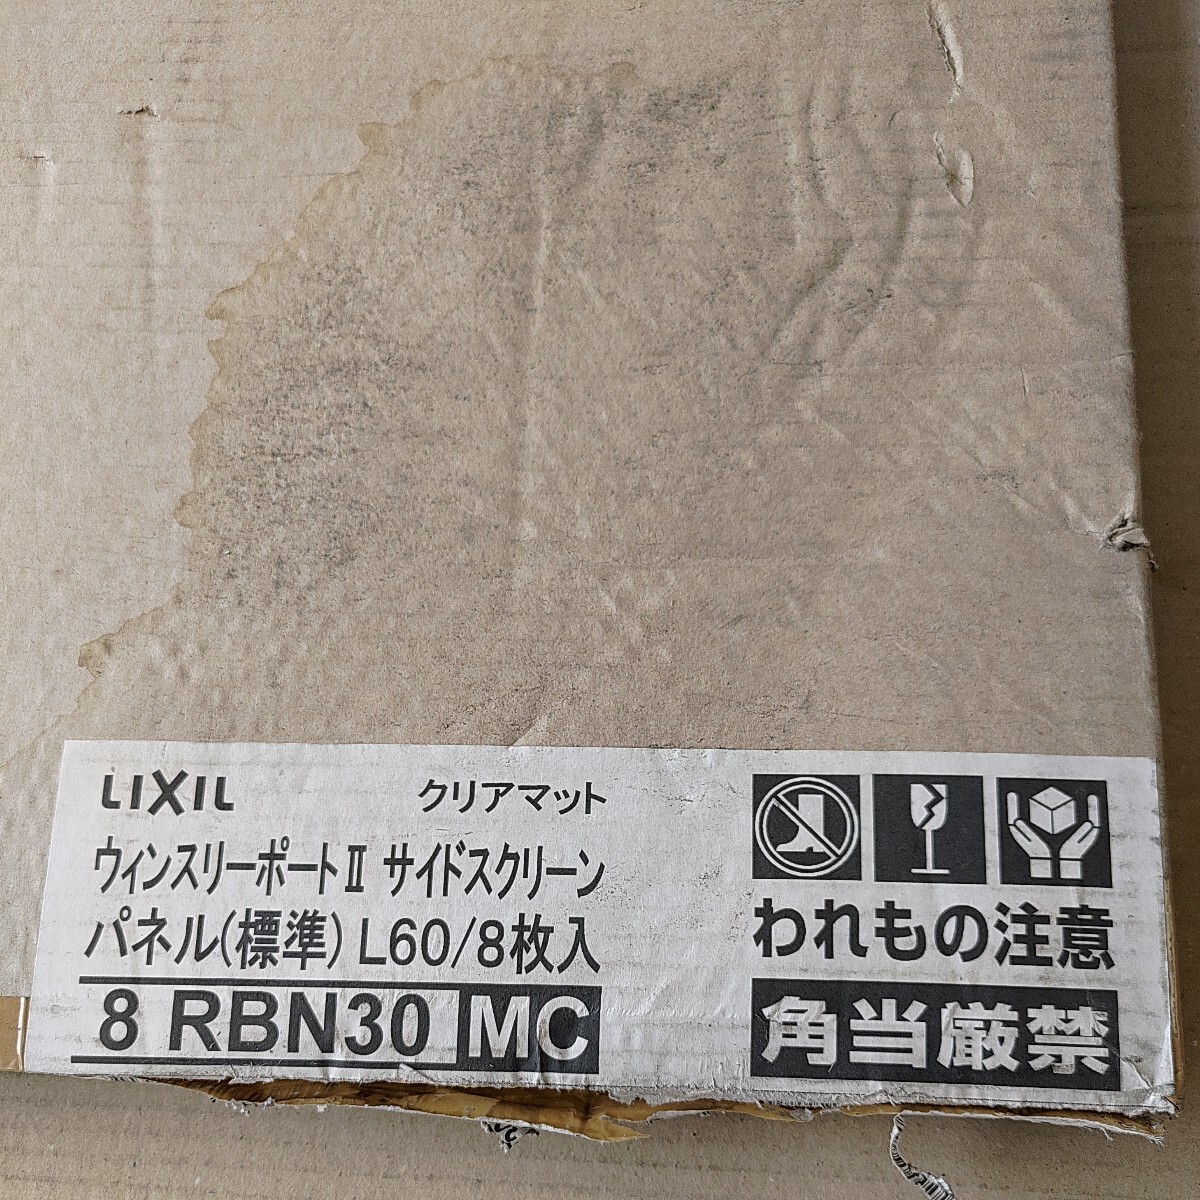 LIXIL クリアマット
ウィンスリーポートⅡ サイドスクリーン
パネル(標準) L60/8枚入
8 RBN30 MC
われもの注意
角当厳禁